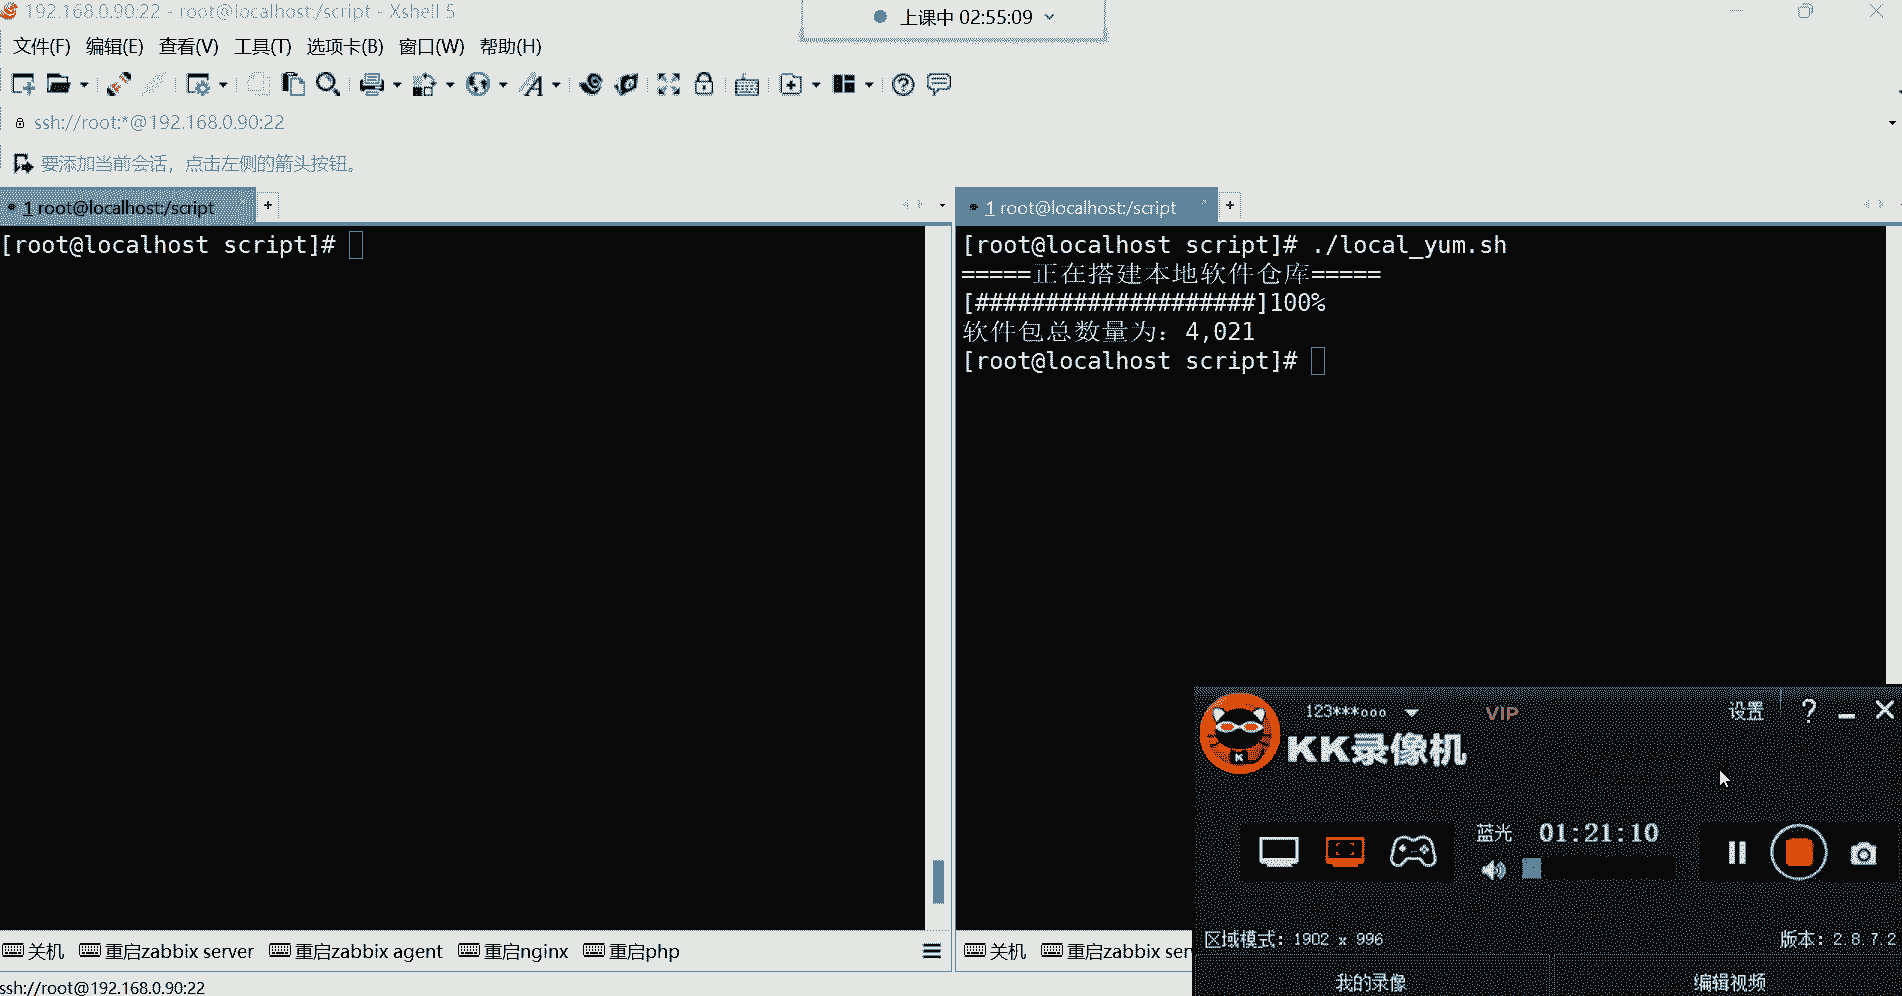 192.168.0.90:22 - root@localhost:/script - Xshell 5
上课中 02:55:09
文件(F) 编辑(E) 查看(V) 工具(T) 选项卡(B) 窗口(W) 帮助(H)
ssh://root:*@192.168.0.90:22
要添加当前会话，点击左侧的箭头按钮。
1 root@localhost:/script
+
1 root@localhost:/script
+
[root@localhost script]#
[root@localhost script]# ./local_yum.sh
=====正在搭建本地软件仓库=====
[####################]100%
软件包总数量为：4,021
[root@localhost script]#
123***ooo
VIP
设置
KK录像机
蓝光 01:21:10
区域模式：1902 x 996
版本：2.8.7.2
我的录像
编辑视频
关机 重启zabbix server 重启zabbix agent 重启nginx 重启php
关机 重启zabbix ser
ssh://root@192.168.0.90:22